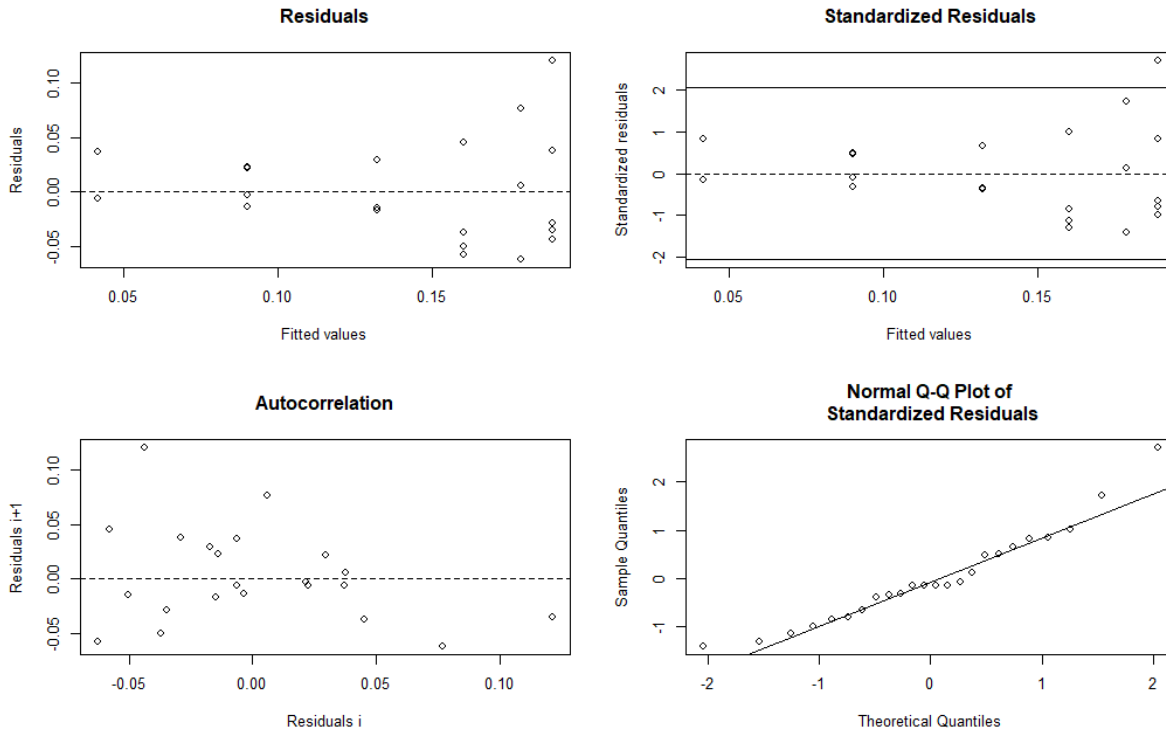 Residuals
Residuals
0.10
0.05
0.00
-0.05
0.05
0.10
0.15
Fitted values
Standardized Residuals
Standardized residuals
2
1
0
-1
-2
0.05
0.10
0.15
Fitted values
Autocorrelation
Residuals i+1
0.10
0.05
0.00
-0.05
-0.05
0.00
0.05
0.10
Residuals i
Normal Q-Q Plot of
Standardized Residuals
Sample Quantiles
2
1
0
-1
-2
-1
0
1
2
Theoretical Quantiles